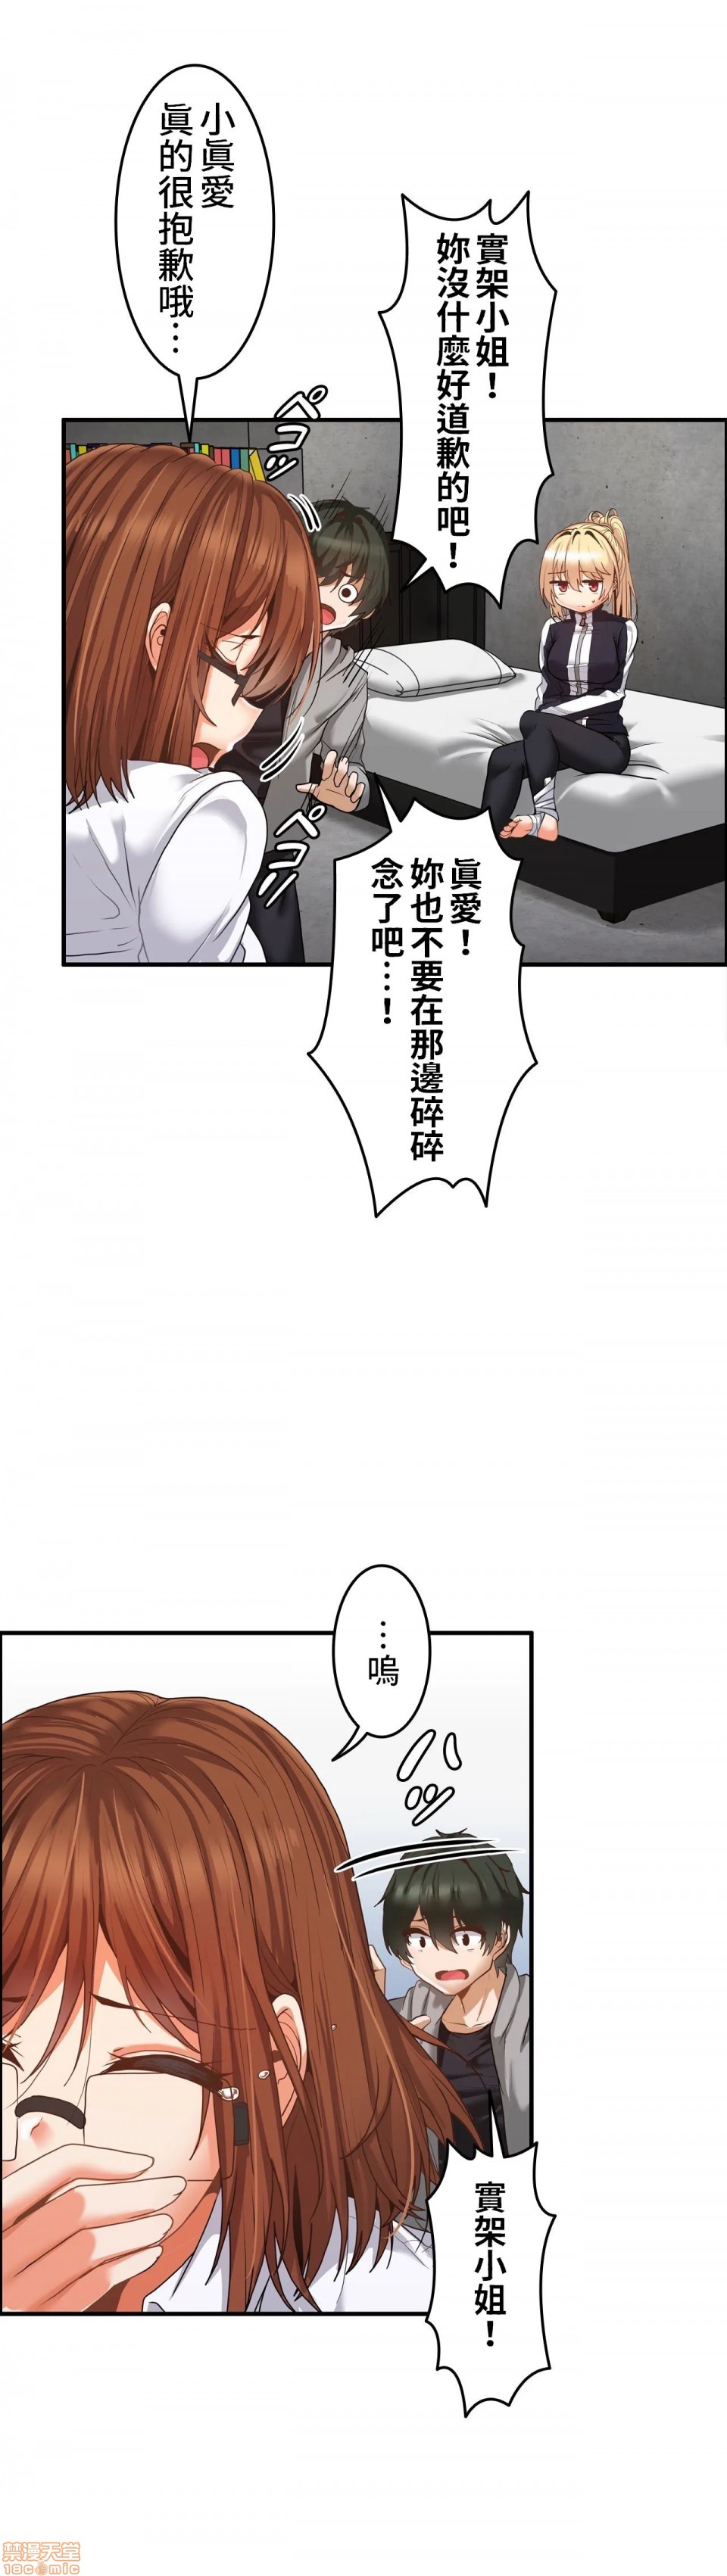 實架小姐！
妳沒什麼好道歉的吧！
小眞愛
眞的很抱歉哦…
ペコッ
ペコッ
眞愛！
妳也不要在那邊碎碎
念了吧…！
…嗚
ハッ
實架小姐！
禁漫天堂
18comic